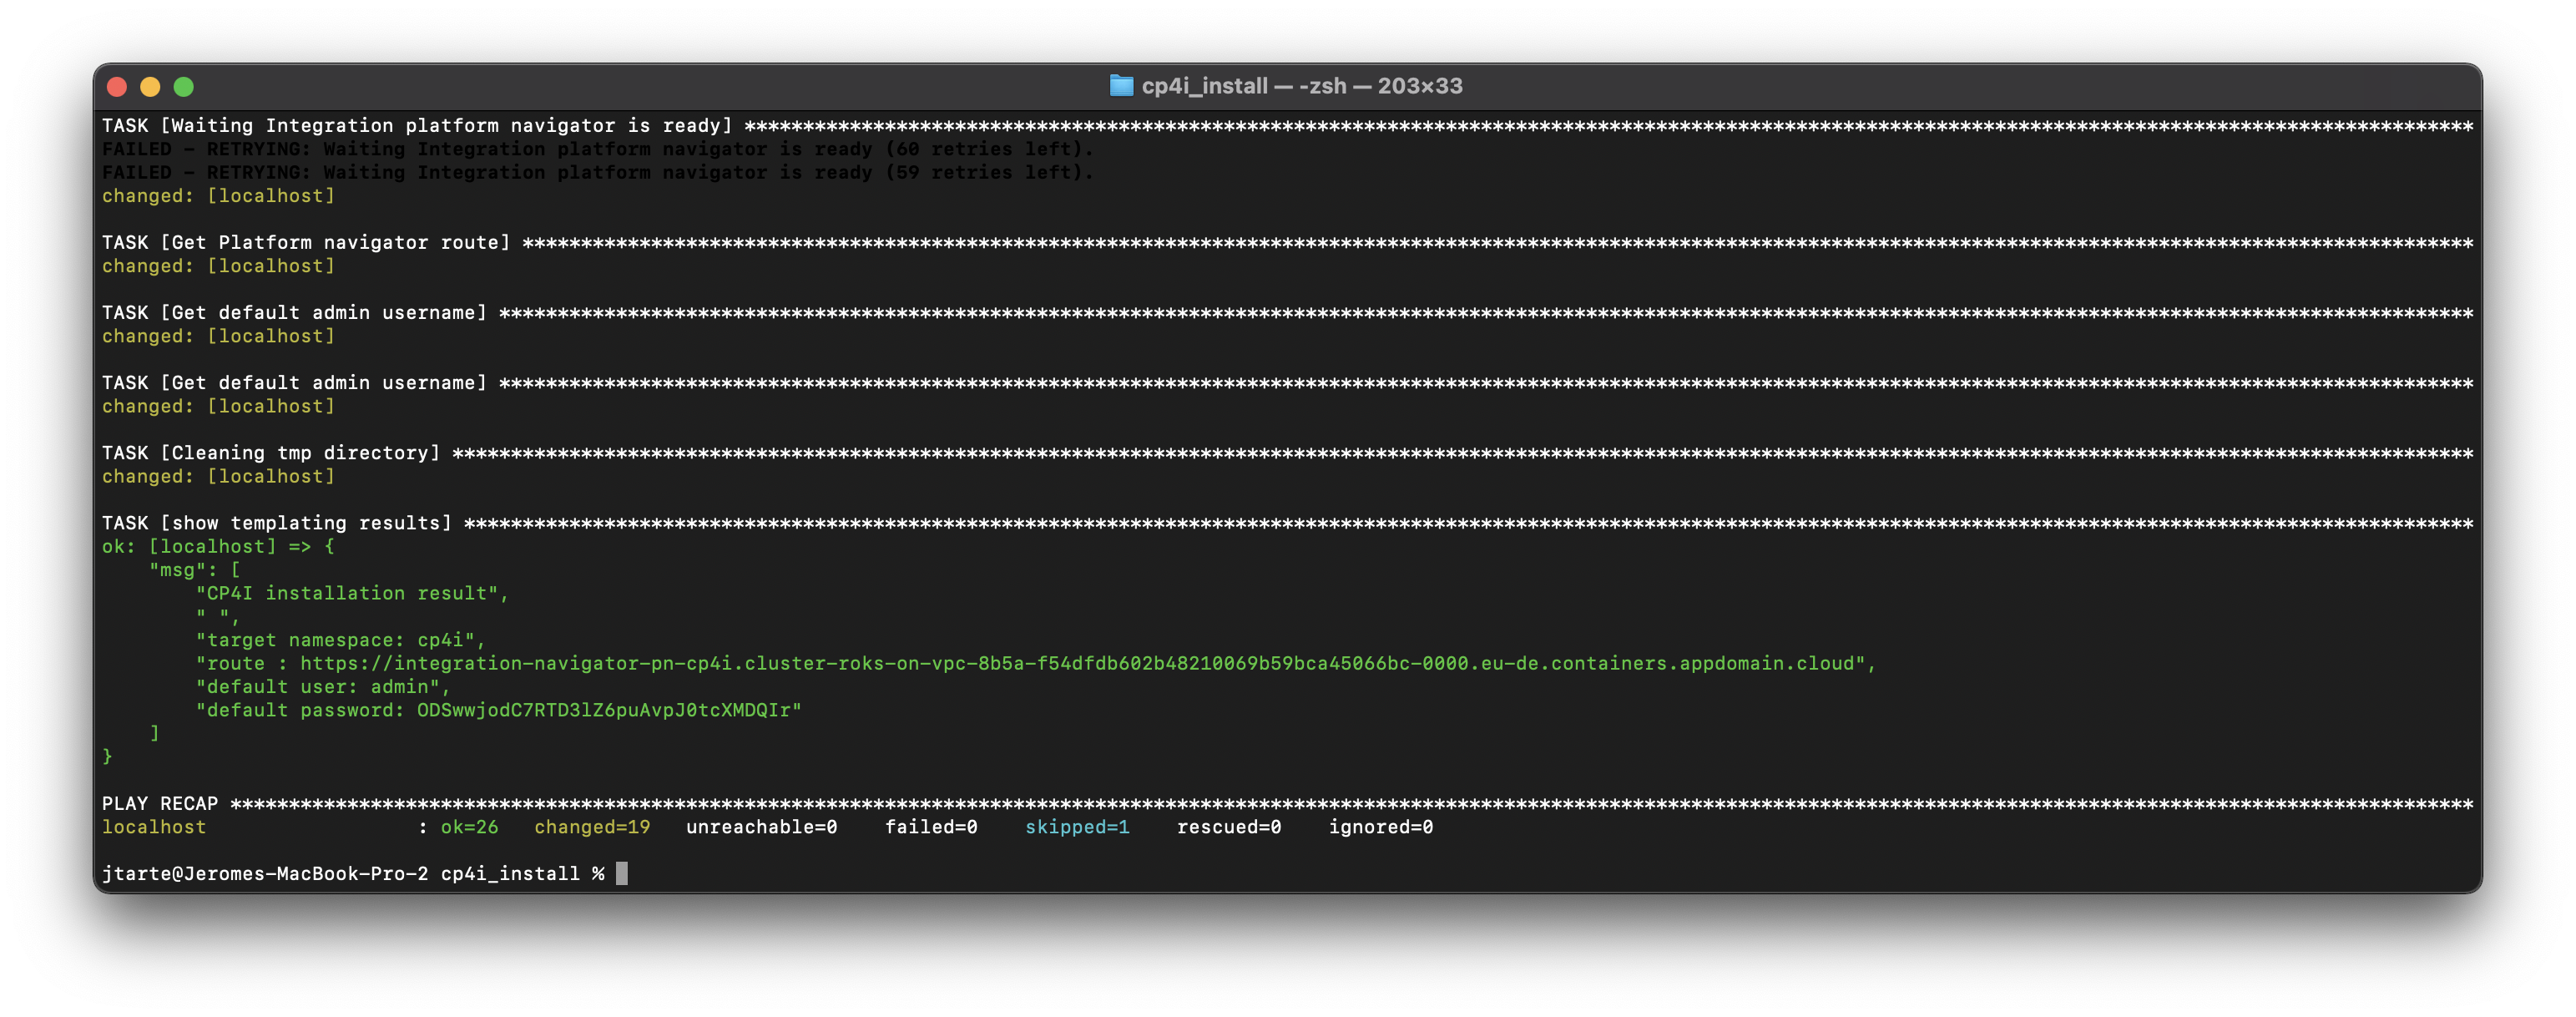 cp4i_install — -zsh — 203×33
TASK [Waiting Integration platform navigator is ready] ****************************************************************************************************************************************************
FAILED - RETRYING: Waiting Integration platform navigator is ready (60 retries left).
FAILED - RETRYING: Waiting Integration platform navigator is ready (59 retries left).
changed: [localhost]
TASK [Get Platform navigator route] ***********************************************************************************************************************************************************************
changed: [localhost]
TASK [Get default admin username] *************************************************************************************************************************************************************************
changed: [localhost]
TASK [Get default admin username] *************************************************************************************************************************************************************************
changed: [localhost]
TASK [Cleaning tmp directory] *****************************************************************************************************************************************************************************
changed: [localhost]
TASK [show templating results] ****************************************************************************************************************************************************************************
ok: [localhost] => {
"msg": [
"CP4I installation result",
" ",
"target namespace: cp4i",
"route : https://integration-navigator-pn-cp4i.cluster-roks-on-vpc-8b5a-f54dfdb602b48210069b59bca45066bc-0000.eu-de.containers.appdomain.cloud",
"default user: admin",
"default password: ODSwwjodC7RTD3lZ6puAvpJ0tcXMDQIr"
]
}
PLAY RECAP ************************************************************************************************************************************************************************************************
localhost : ok=26 changed=19 unreachable=0 failed=0 skipped=1 rescued=0 ignored=0
jtarte@Jeromes-MacBook-Pro-2 cp4i_install %